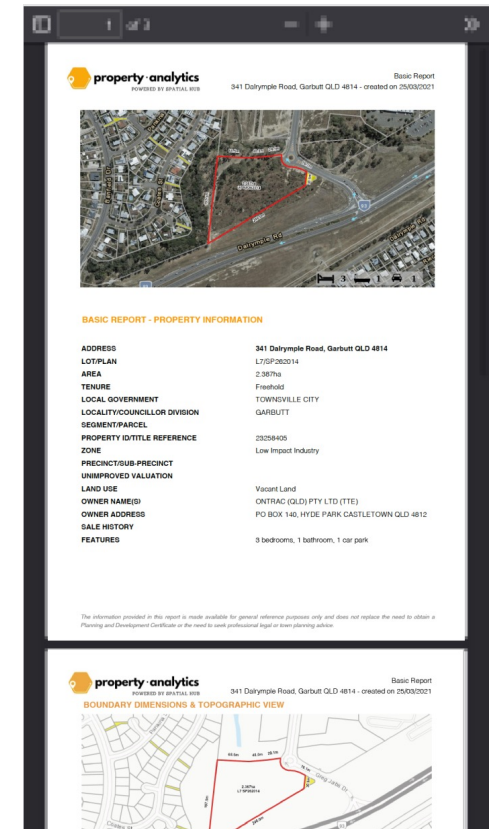 property·analytics
POWERED BY SPATIAL HUB
Basic Report
341 Dalrymple Road, Garbutt QLD 4814 - created on 25/03/2021
Dalrymple Rd
3 1 1
BASIC REPORT - PROPERTY INFORMATION
ADDRESS 341 Dalrymple Road, Garbutt QLD 4814
LOT/PLAN L7/SP262014
AREA 2.387ha
TENURE Freehold
LOCAL GOVERNMENT TOWNSVILLE CITY
LOCALITY/COUNCILLOR DIVISION GARBUTT
SEGMENT/PARCEL
PROPERTY ID/TITLE REFERENCE 23258405
ZONE Low Impact Industry
PRECINCT/SUB-PRECINCT
UNIMPROVED VALUATION
LAND USE Vacant Land
OWNER NAME(S) ONTRAC (QLD) PTY LTD (TTE)
OWNER ADDRESS PO BOX 140, HYDE PARK CASTLETOWN QLD 4812
SALE HISTORY
FEATURES 3 bedrooms, 1 bathroom, 1 car park
The information provided in this report is made available for general reference purposes only and does not replace the need to obtain a
Planning and Development Certificate or the need to seek professional legal or town planning advice
property·analytics
POWERED BY SPATIAL HUB
Basic Report
341 Dalrymple Road, Garbutt QLD 4814 - created on 25/03/2021
BOUNDARY DIMENSIONS & TOPOGRAPHIC VIEW
2.387ha
L7 SP262014
Greg Jabs Dr
Coates St